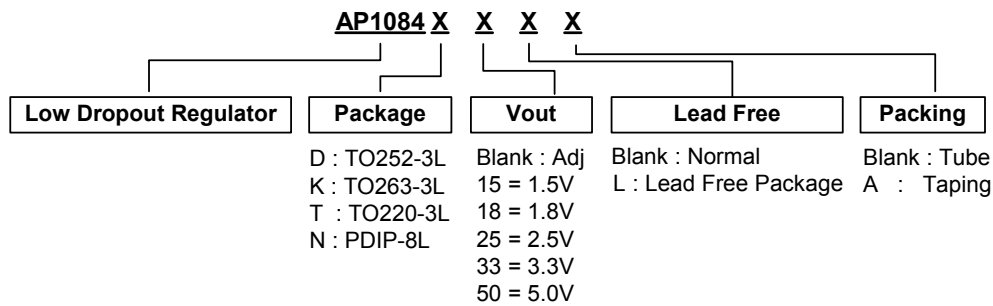 AP1084 X X X X
Low Dropout Regulator Package Vout Lead Free Packing
D : TO252-3L Blank : Adj Blank : Normal Blank : Tube
K : TO263-3L 15 = 1.5V L : Lead Free Package A : Taping
T : TO220-3L 18 = 1.8V
N : PDIP-8L 25 = 2.5V
33 = 3.3V
50 = 5.0V